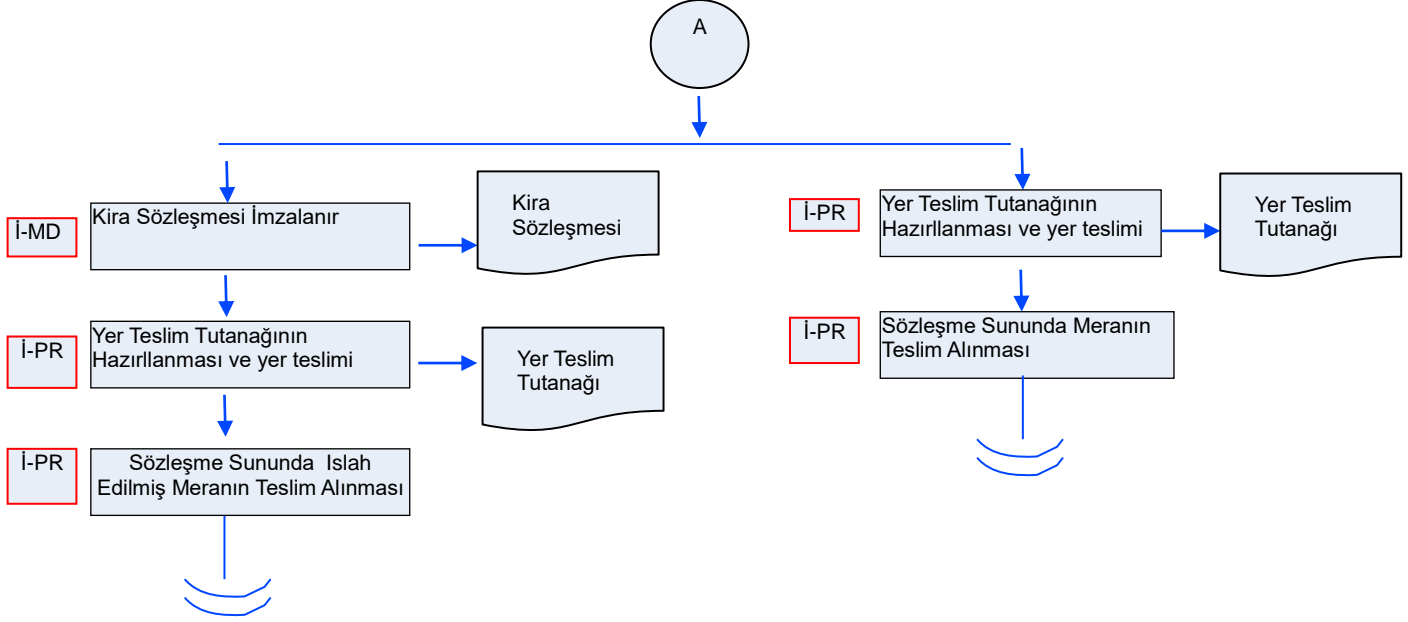 A
İ-MD
Kira Sözleşmesi İmzalanır
Kira
Sözleşmesi
İ-PR
Yer Teslim Tutanağının
Hazırllanması ve yer teslimi
Yer Teslim
Tutanağı
İ-PR
Sözleşme Sununda  Islah
Edilmiş Meranın Teslim Alınması
İ-PR
Yer Teslim Tutanağının
Hazırllanması ve yer teslimi
Yer Teslim
Tutanağı
İ-PR
Sözleşme Sununda Meranın
Teslim Alınması